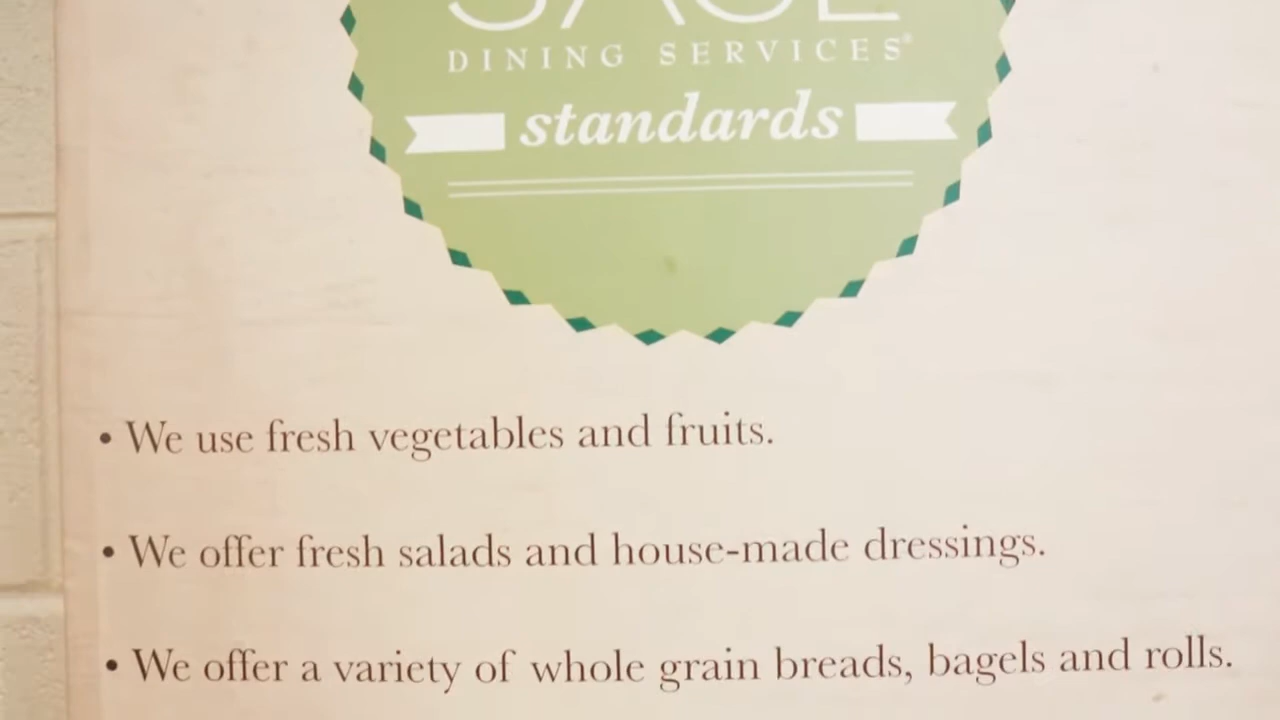 SAGE
DINING SERVICES®
standards
• We use fresh vegetables and fruits.
• We offer fresh salads and house-made dressings.
• We offer a variety of whole grain breads, bagels and rolls.